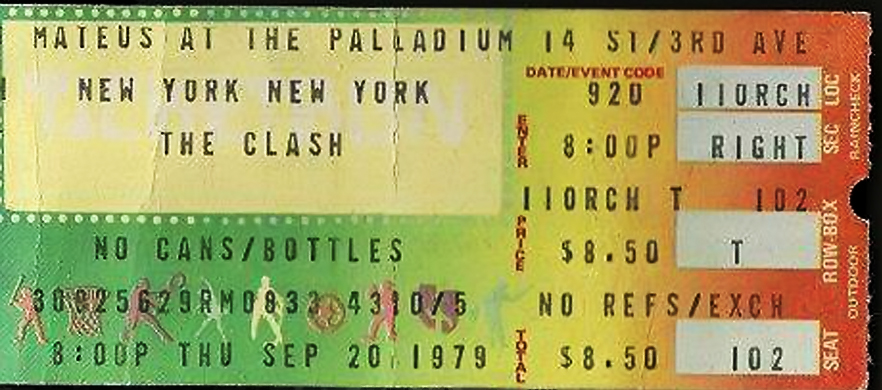 MATEUS AT THE PALLADIUM 14 ST/3RD AVE
DATE/EVENT CODE
NEW YORK NEW YORK 920 110RCH LOC
THE CLASH ENTER 8:00P RIGHT SEC RAINCHECK
110RCH T 102
NO CANS/BOTTLES PRICE $8.50 T ROW-BOX OUTDOOR
NO REFS/EXCH
8:00P THU SEP 20 1979 TOTAL $8.50 102 SEAT